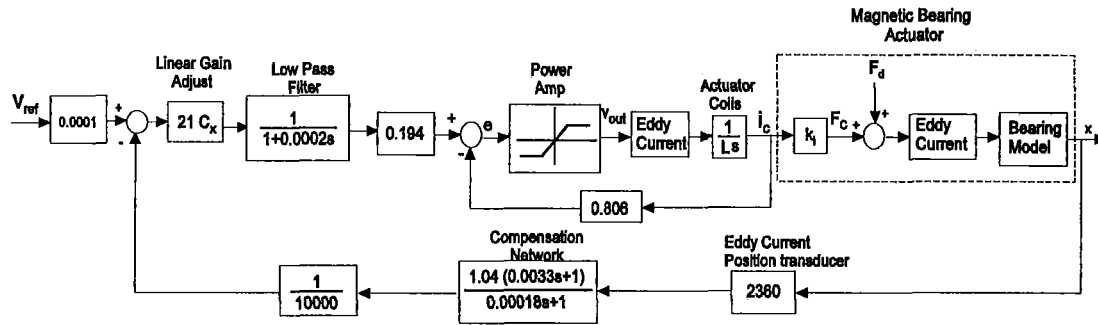 Magnetic Bearing
Actuator
Linear Gain
Adjust
Low Pass
Filter
Power
Amp
Actuator
Coils
F_d
V_ref
0.0001
+
-
21 C_x
1
1+0.0002s
0.194
+
-
e
v_out
Eddy
Current
1
Ls
i_c
k_i
F_c
+
+
Eddy
Current
Bearing
Model
x
0.806
Compensation
Network
Eddy Current
Position transducer
1
10000
1.04 (0.0033s+1)
0.00018s+1
2360